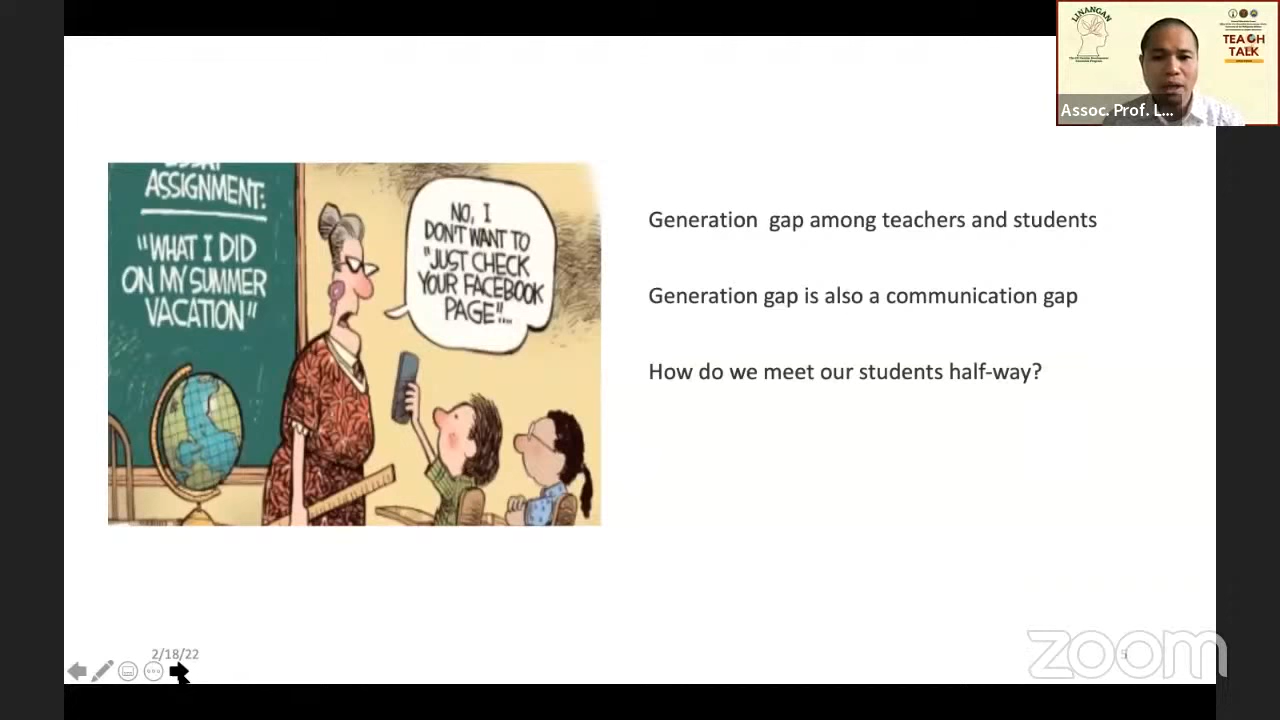 LINANGAN
TEACH
TALK
Assoc. Prof. L...
ASSIGNMENT:
"WHAT I DID
ON MY SUMMER
VACATION"
NO, I
DON'T WANT TO
"JUST CHECK
YOUR FACEBOOK
PAGE"...
Generation gap among teachers and students
Generation gap is also a communication gap
How do we meet our students half-way?
2/18/22
zoom
5